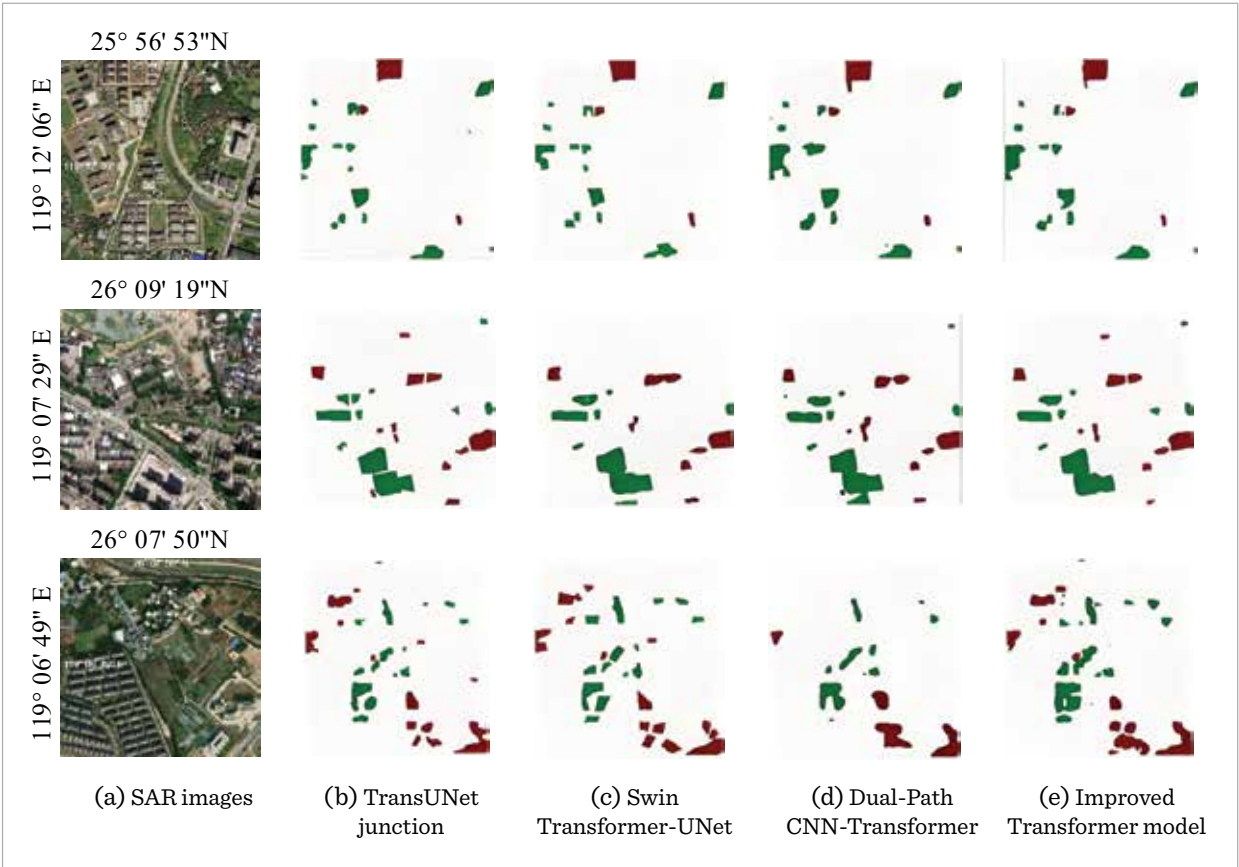 25° 56' 53"N
119° 12' 06" E
26° 09' 19"N
119° 07' 29" E
26° 07' 50"N
119° 06' 49" E
(a) SAR images
(b) TransUNet
junction
(c) Swin
Transformer-UNet
(d) Dual-Path
CNN-Transformer
(e) Improved
Transformer model